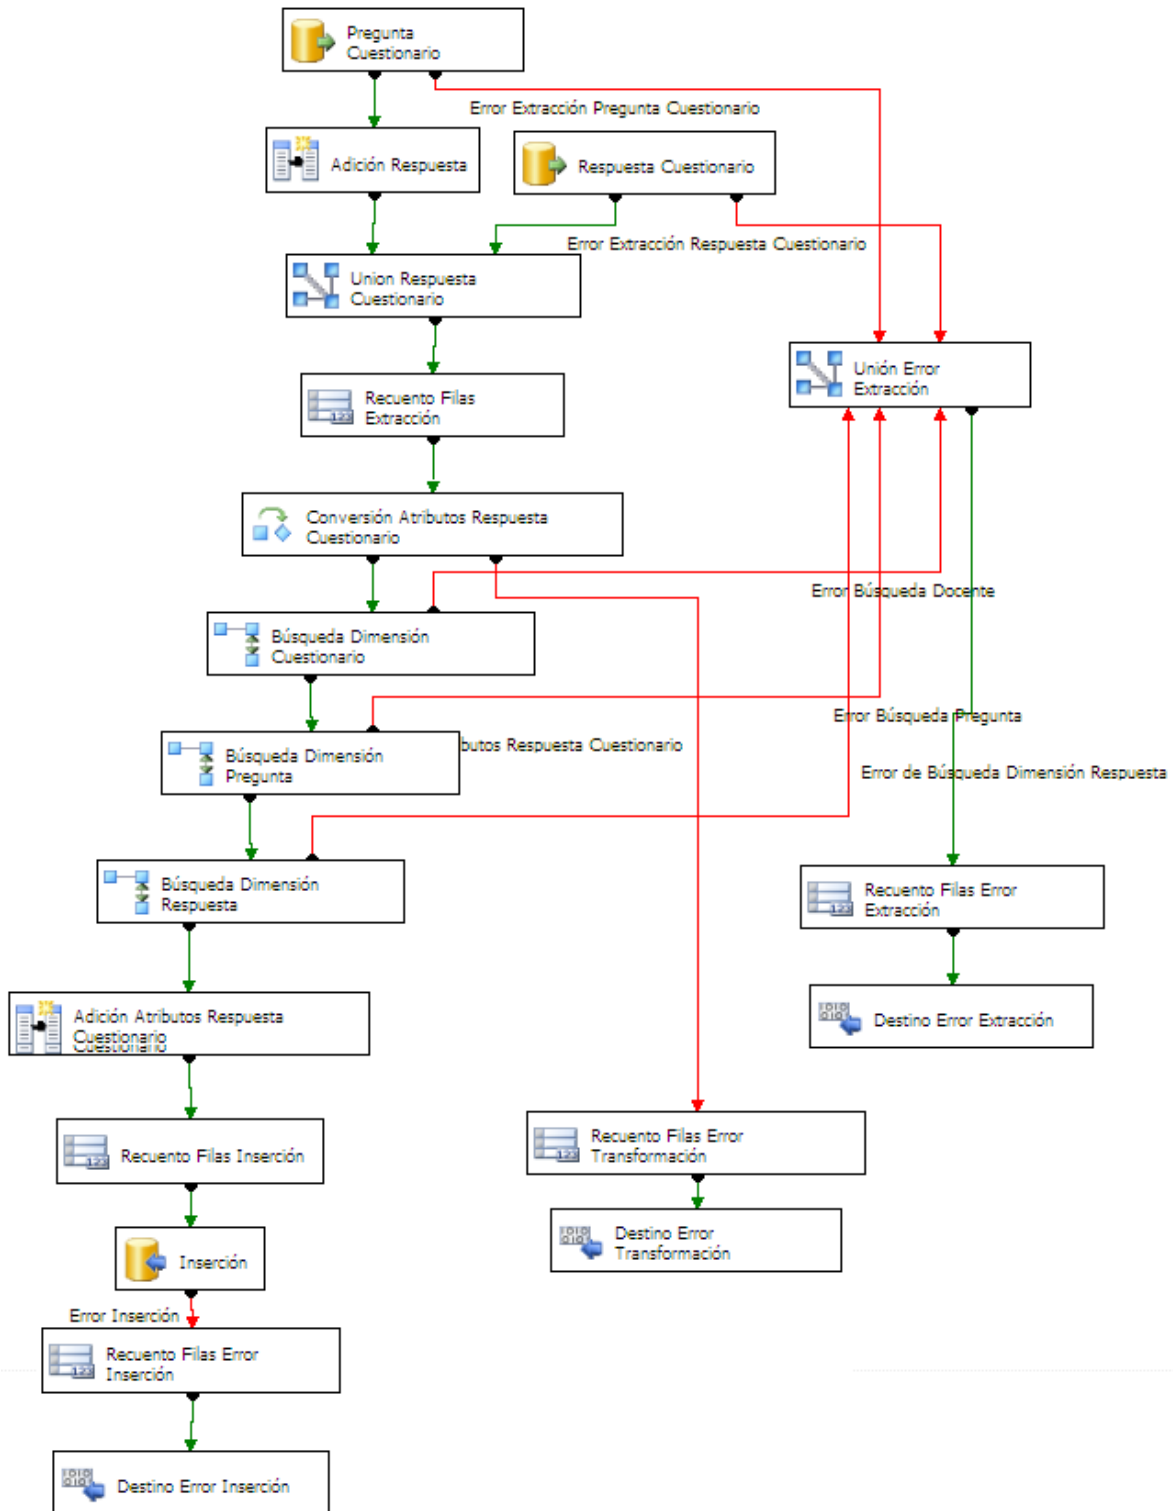 Pregunta
Cuestionario
Error Extracción Pregunta Cuestionario
Adición Respuesta
Respuesta Cuestionario
Error Extracción Respuesta Cuestionario
Union Respuesta
Cuestionario
Unión Error
Extracción
Recuento Filas
Extracción
Conversión Atributos Respuesta
Cuestionario
Error Búsqueda Docente
Búsqueda Dimensión
Cuestionario
Error Búsqueda Pregunta
butos Respuesta Cuestionario
Búsqueda Dimensión
Pregunta
Error de Búsqueda Dimensión Respuesta
Búsqueda Dimensión
Respuesta
Recuento Filas Error
Extracción
Adición Atributos Respuesta
Cuestionario
Cuestionario
Destino Error Extracción
Recuento Filas Inserción
Recuento Filas Error
Transformación
Destino Error
Transformación
Inserción
Error Inserción
Recuento Filas Error
Inserción
Destino Error Inserción